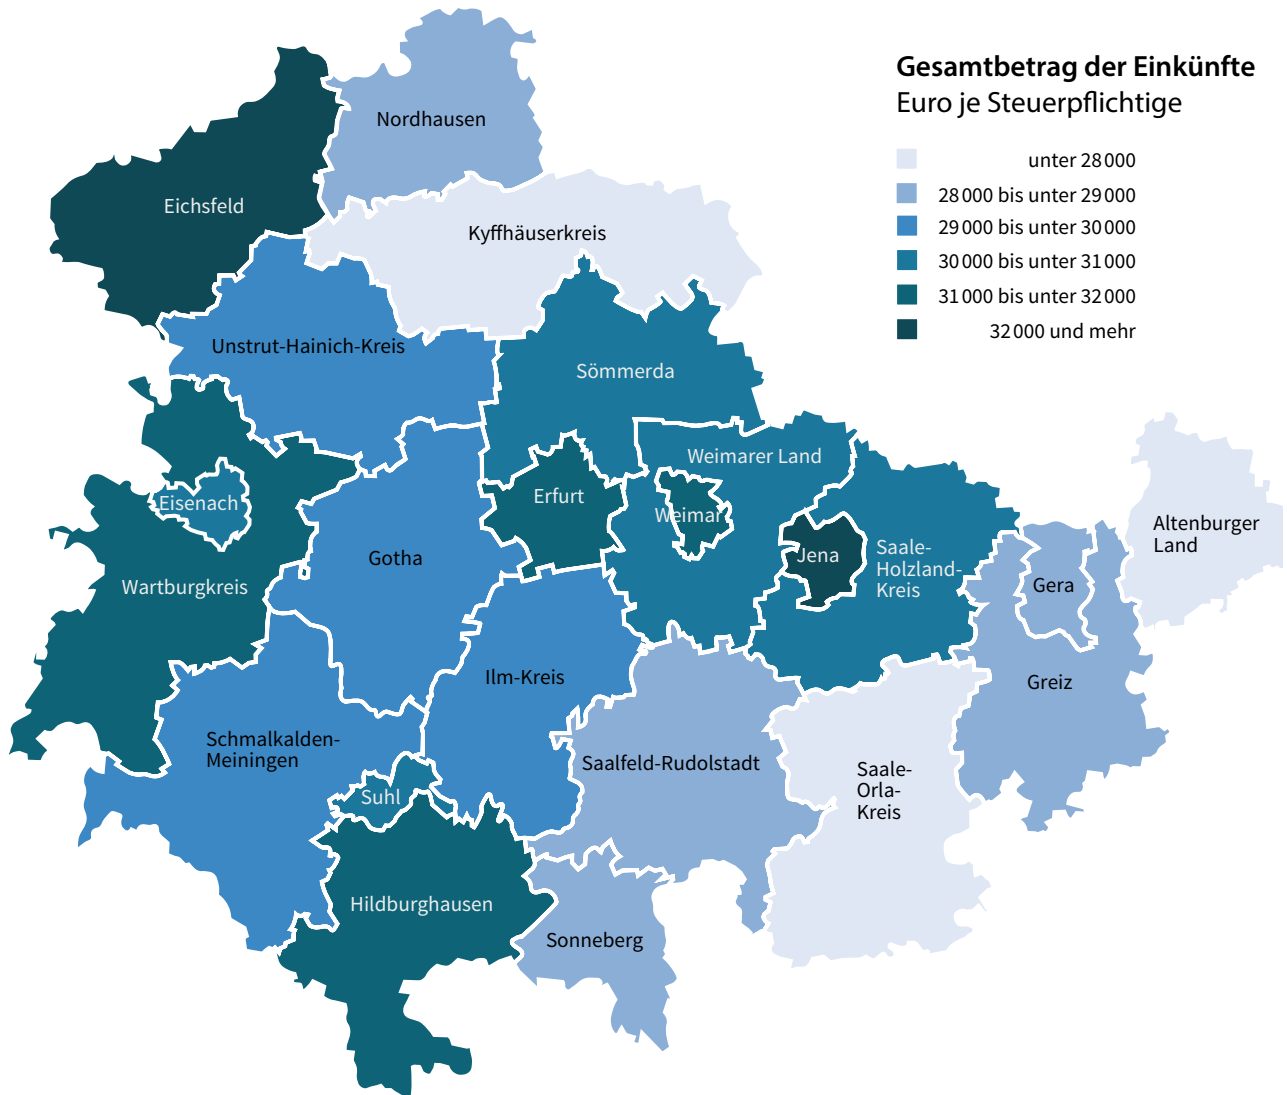 Gesamtbetrag der Einkünfte
Euro je Steuerpflichtige
unter 28 000
28 000 bis unter 29 000
29 000 bis unter 30 000
30 000 bis unter 31 000
31 000 bis unter 32 000
32 000 und mehr
Nordhausen
Eichsfeld
Kyffhäuserkreis
Unstrut-Hainich-Kreis
Sömmerda
Weimarer Land
Eisenach
Erfurt
Weimar
Altenburger
Land
Gotha
Jena
Saale-
Holzland-
Kreis
Wartburgkreis
Gera
Ilm-Kreis
Greiz
Schmalkalden-
Meiningen
Saalfeld-Rudolstadt
Saale-
Orla-
Kreis
Suhl
Hildburghausen
Sonneberg